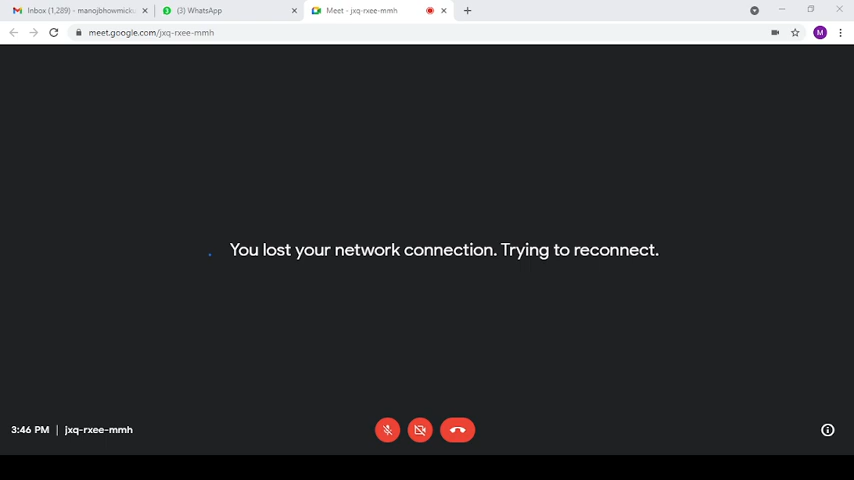 Inbox (1,289) - manojbhowmick
(3) WhatsApp
Meet - jxq-rxee-mmh
meet.google.com/jxq-rxee-mmh
M
You lost your network connection. Trying to reconnect.
3:46 PM | jxq-rxee-mmh